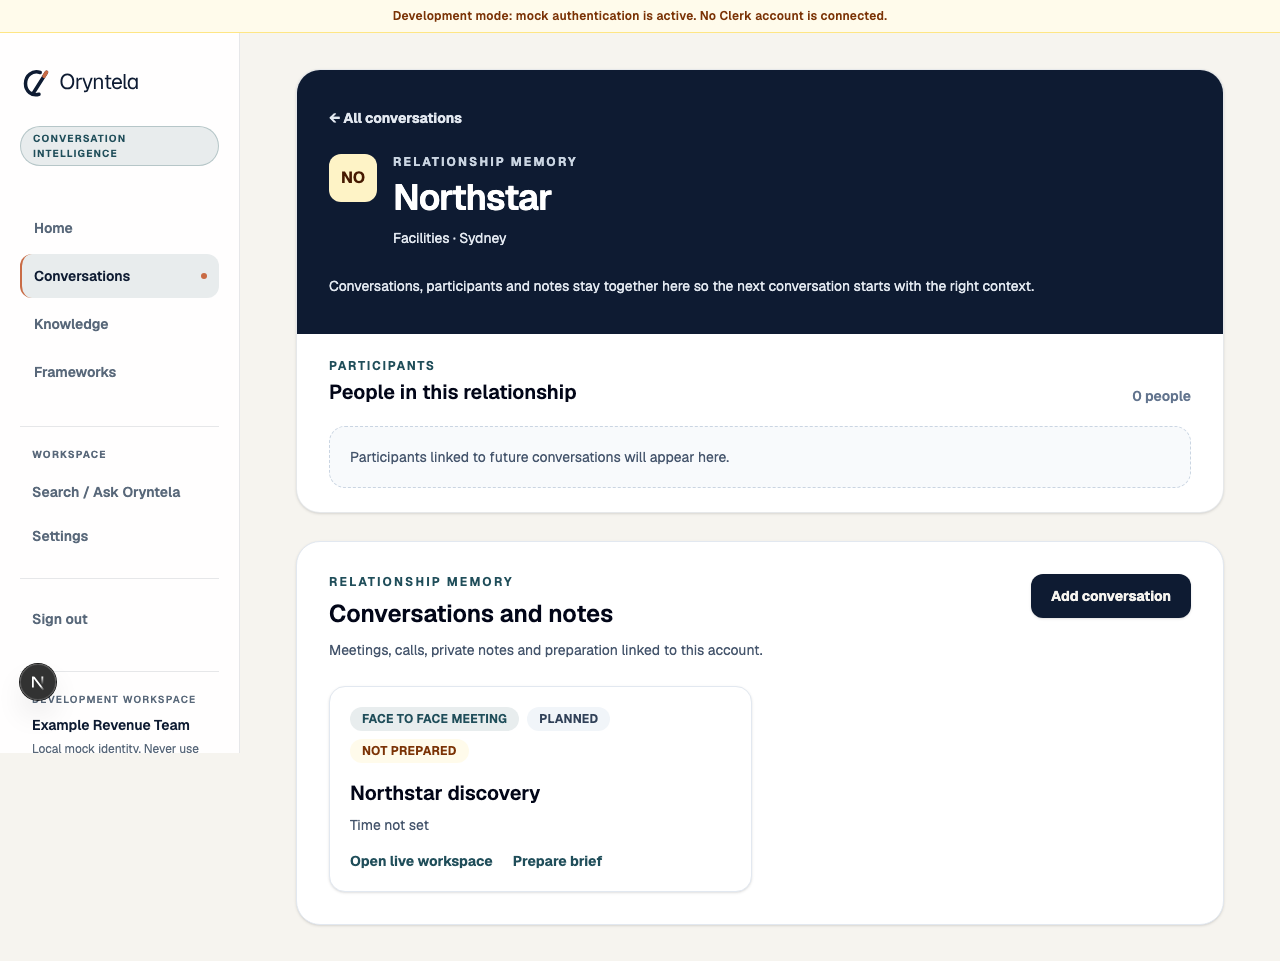 Development mode: mock authentication is active. No Clerk account is connected.
Oryntela
CONVERSATION
INTELLIGENCE
Home
Conversations
Knowledge
Frameworks
WORKSPACE
Search / Ask Oryntela
Settings
Sign out
N
DEVELOPMENT WORKSPACE
Example Revenue Team
Local mock identity. Never use
← All conversations
NO
RELATIONSHIP MEMORY
Northstar
Facilities · Sydney
Conversations, participants and notes stay together here so the next conversation starts with the right context.
PARTICIPANTS
People in this relationship
0 people
Participants linked to future conversations will appear here.
RELATIONSHIP MEMORY
Conversations and notes
Add conversation
Meetings, calls, private notes and preparation linked to this account.
FACE TO FACE MEETING
PLANNED
NOT PREPARED
Northstar discovery
Time not set
Open live workspace
Prepare brief